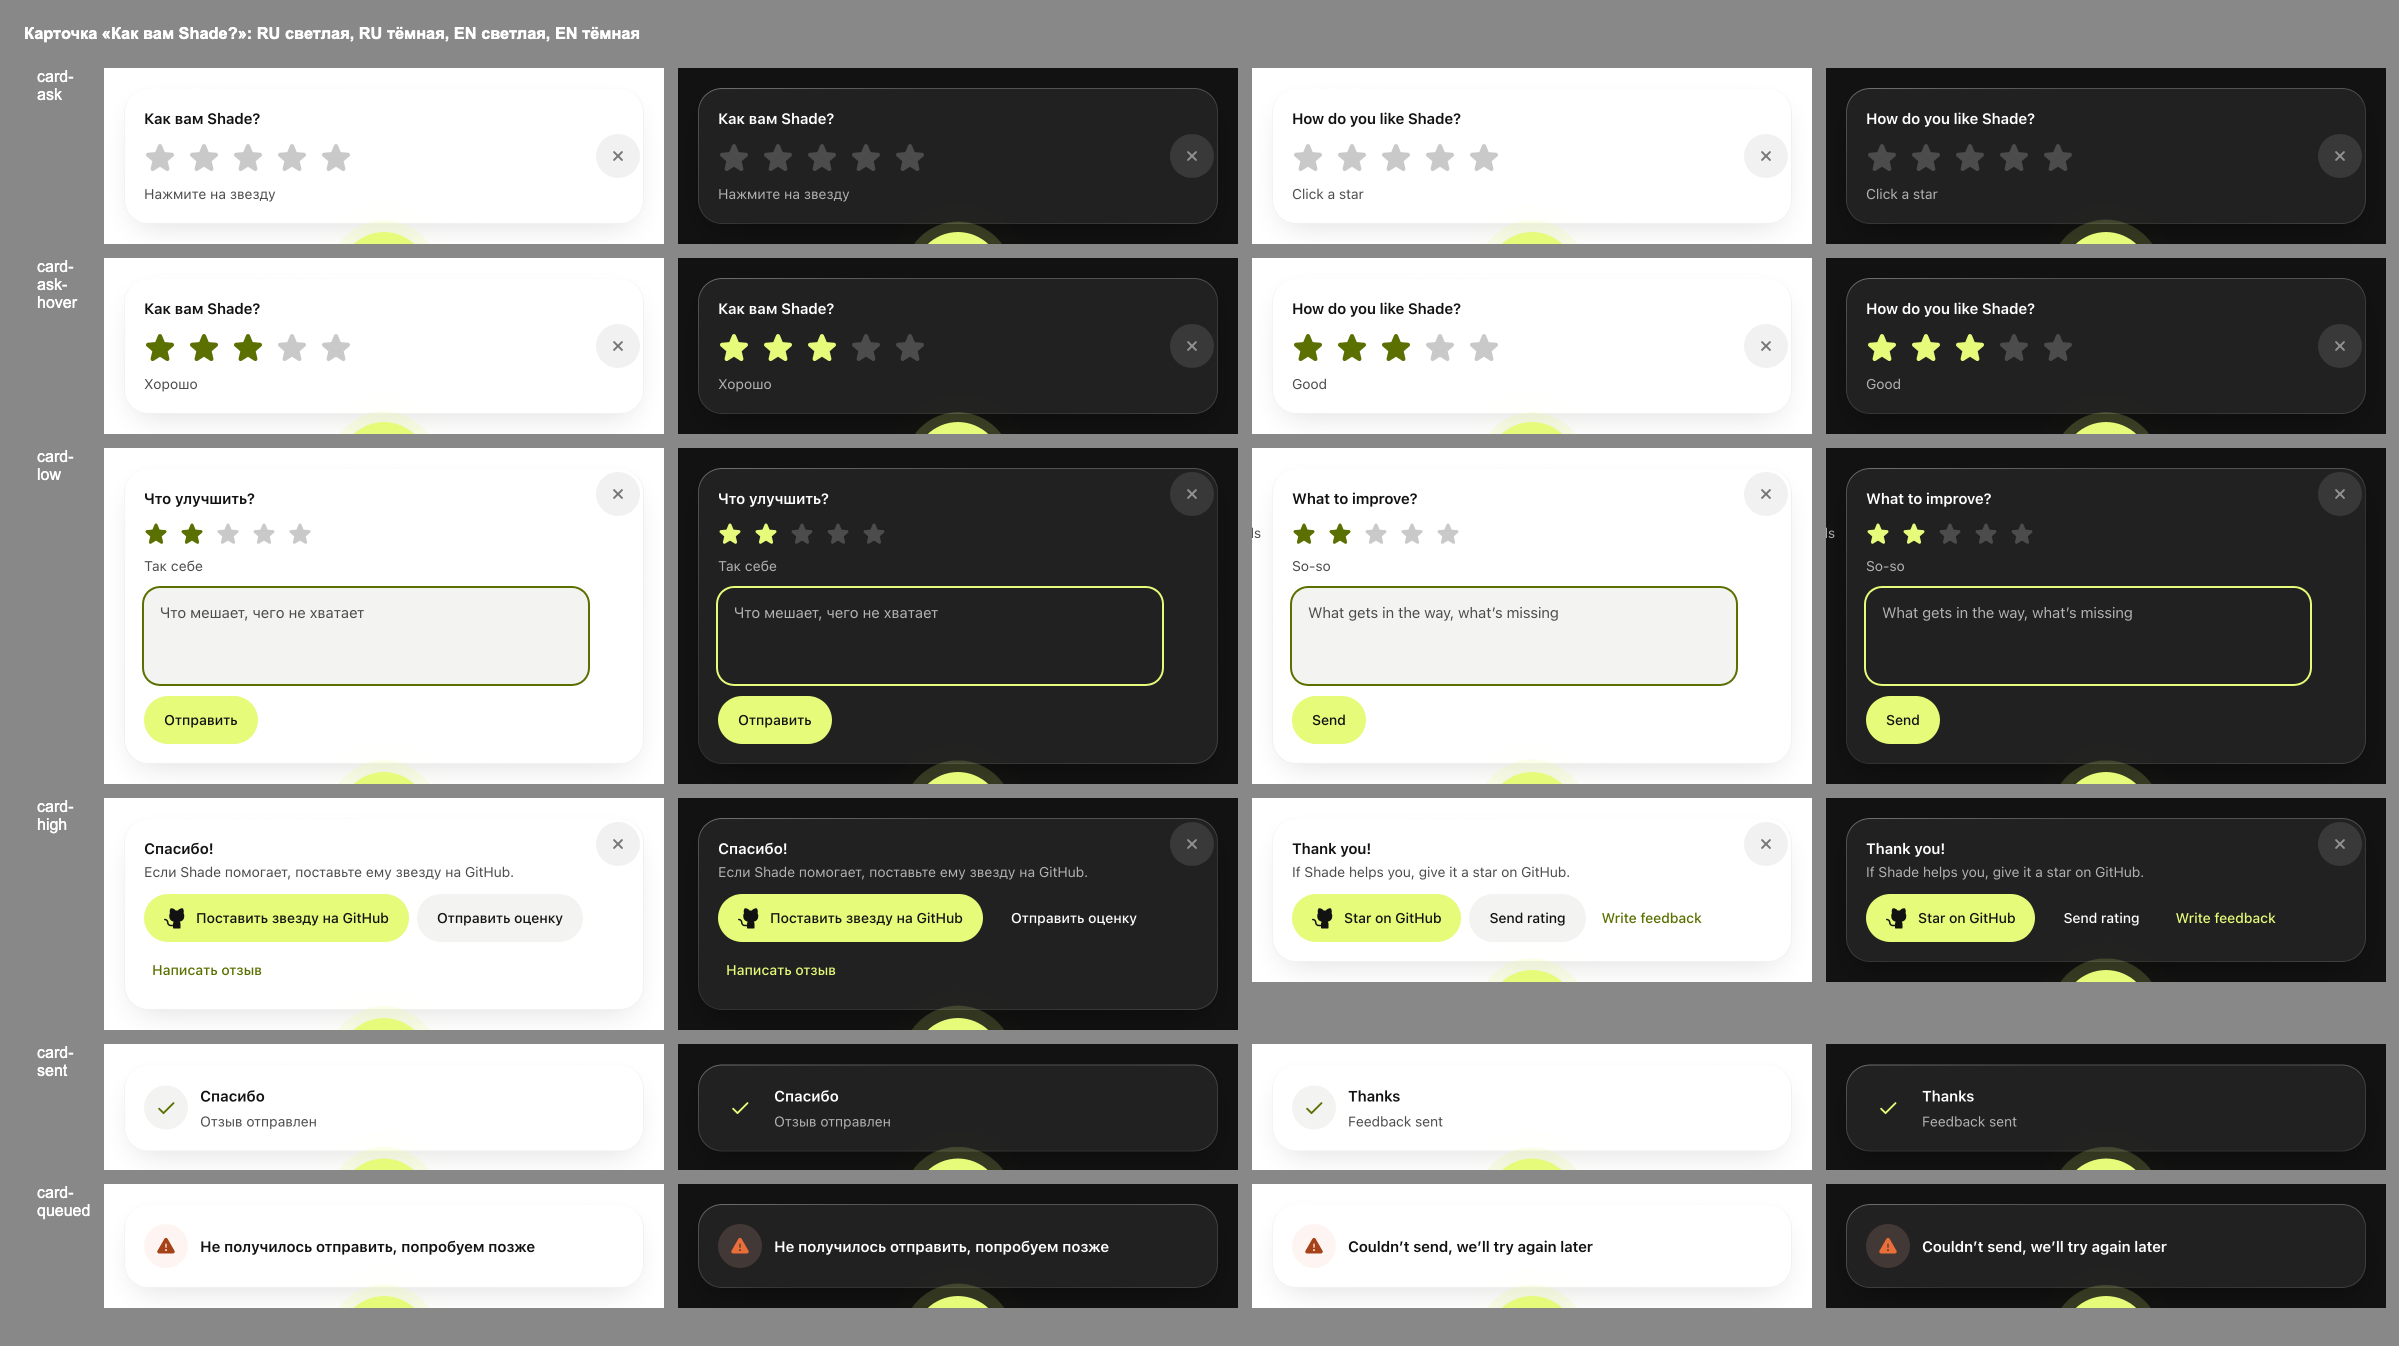 Карточка «Как вам Shade?»: RU светлая, RU тёмная, EN светлая, EN тёмная
card-
ask
Как вам Shade?
Нажмите на звезду
Как вам Shade?
Нажмите на звезду
How do you like Shade?
Click a star
How do you like Shade?
Click a star
card-
ask-
hover
Как вам Shade?
Хорошо
Как вам Shade?
Хорошо
How do you like Shade?
Good
How do you like Shade?
Good
card-
low
Что улучшить?
Так себе
Что мешает, чего не хватает
Отправить
Что улучшить?
Так себе
Что мешает, чего не хватает
Отправить
What to improve?
So-so
What gets in the way, what’s missing
Send
What to improve?
So-so
What gets in the way, what’s missing
Send
card-
high
Спасибо!
Если Shade помогает, поставьте ему звезду на GitHub.
Поставить звезду на GitHub
Отправить оценку
Написать отзыв
Спасибо!
Если Shade помогает, поставьте ему звезду на GitHub.
Поставить звезду на GitHub
Отправить оценку
Написать отзыв
Thank you!
If Shade helps you, give it a star on GitHub.
Star on GitHub
Send rating
Write feedback
Thank you!
If Shade helps you, give it a star on GitHub.
Star on GitHub
Send rating
Write feedback
card-
sent
Спасибо
Отзыв отправлен
Спасибо
Отзыв отправлен
Thanks
Feedback sent
Thanks
Feedback sent
card-
queued
Не получилось отправить, попробуем позже
Не получилось отправить, попробуем позже
Couldn’t send, we’ll try again later
Couldn’t send, we’ll try again later